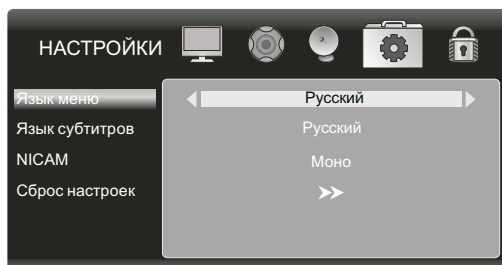 НАСТРОЙКИ
Язык меню Русский
Язык субтитров Русский
NICAM Моно
Сброс настроек